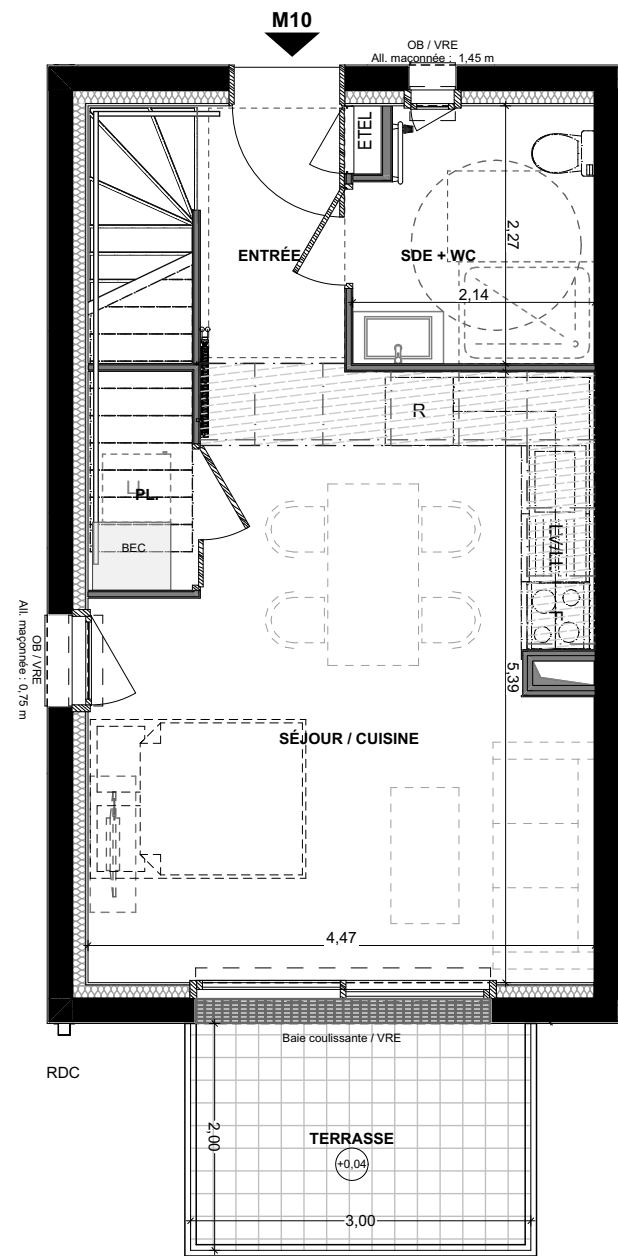 M10
OB / VRE
All. maçonnée : 1,45 m
ETEL
ENTRÉE
SDE + WC
2,27
2,14
R
LL
PL.
BEC
LV/LL
F
OB / VRE
All. maçonnée : 0,75 m
5,39
SÉJOUR / CUISINE
4,47
Baie coulissante / VRE
RDC
2,00
TERRASSE
+0,04
3,00